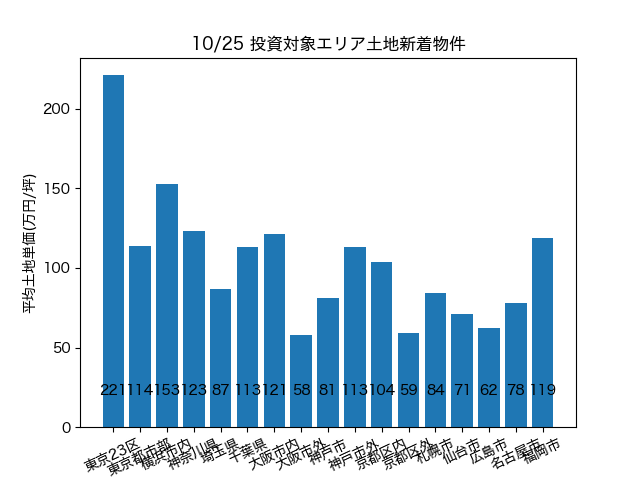 10/25 投資対象エリア土地新着物件
平均土地単価(万円/坪)
200
150
100
50
0
221 114 153 123 87 113 121 58 81 113 104 59 84 71 62 78 119
東京23区
東京都市部
横浜市内
神奈川県
埼玉県
千葉県
大阪市内
大阪市外
神戸市
神戸市外
京都区内
京都区外
札幌市
仙台市
広島市
名古屋市
福岡市